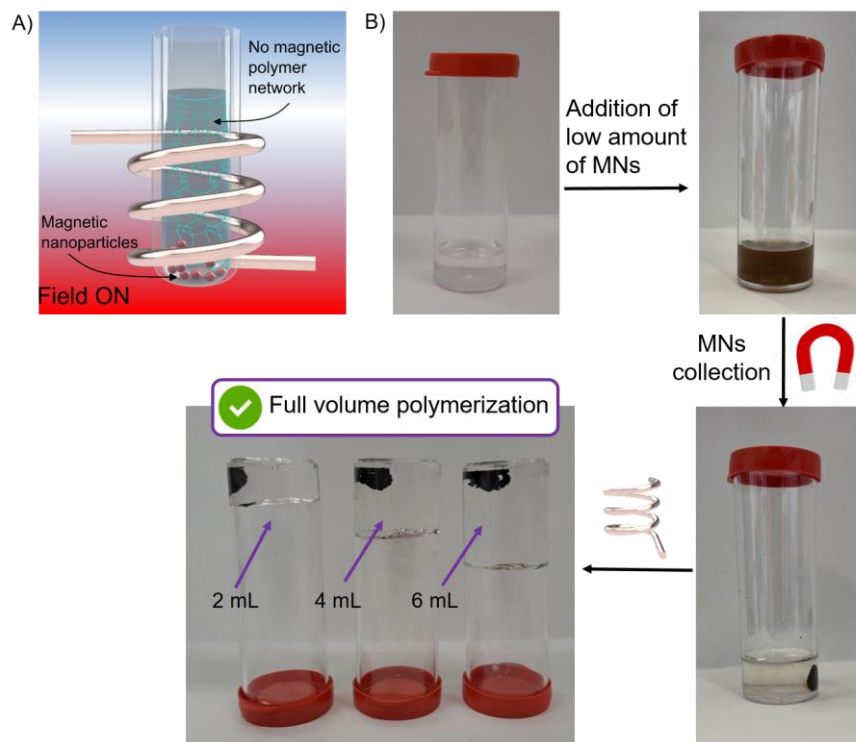 A)
No magnetic
polymer
network
Magnetic
nanoparticles
Field ON
B)
Addition of
low amount
of MNs
MNs
collection
Full volume polymerization
2 mL
4 mL
6 mL